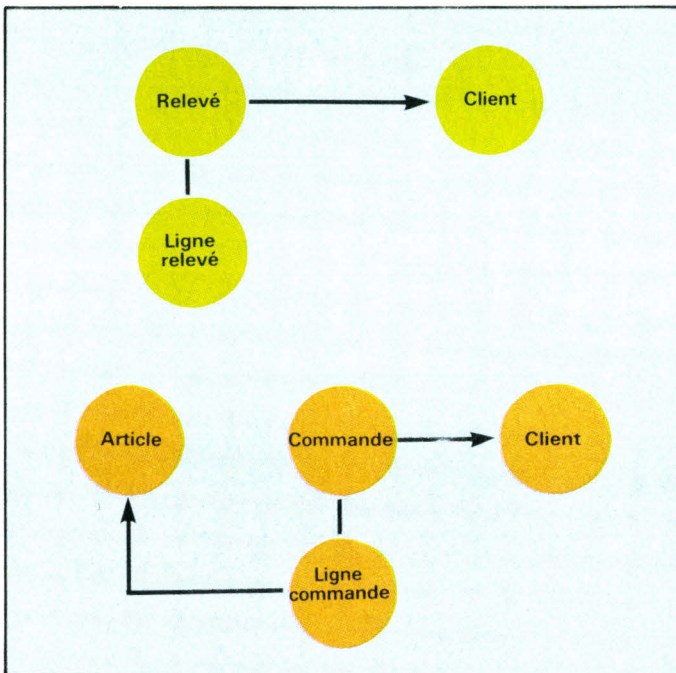 Relevé
Client
Ligne
relevé
Article
Commande
Client
Ligne
commande